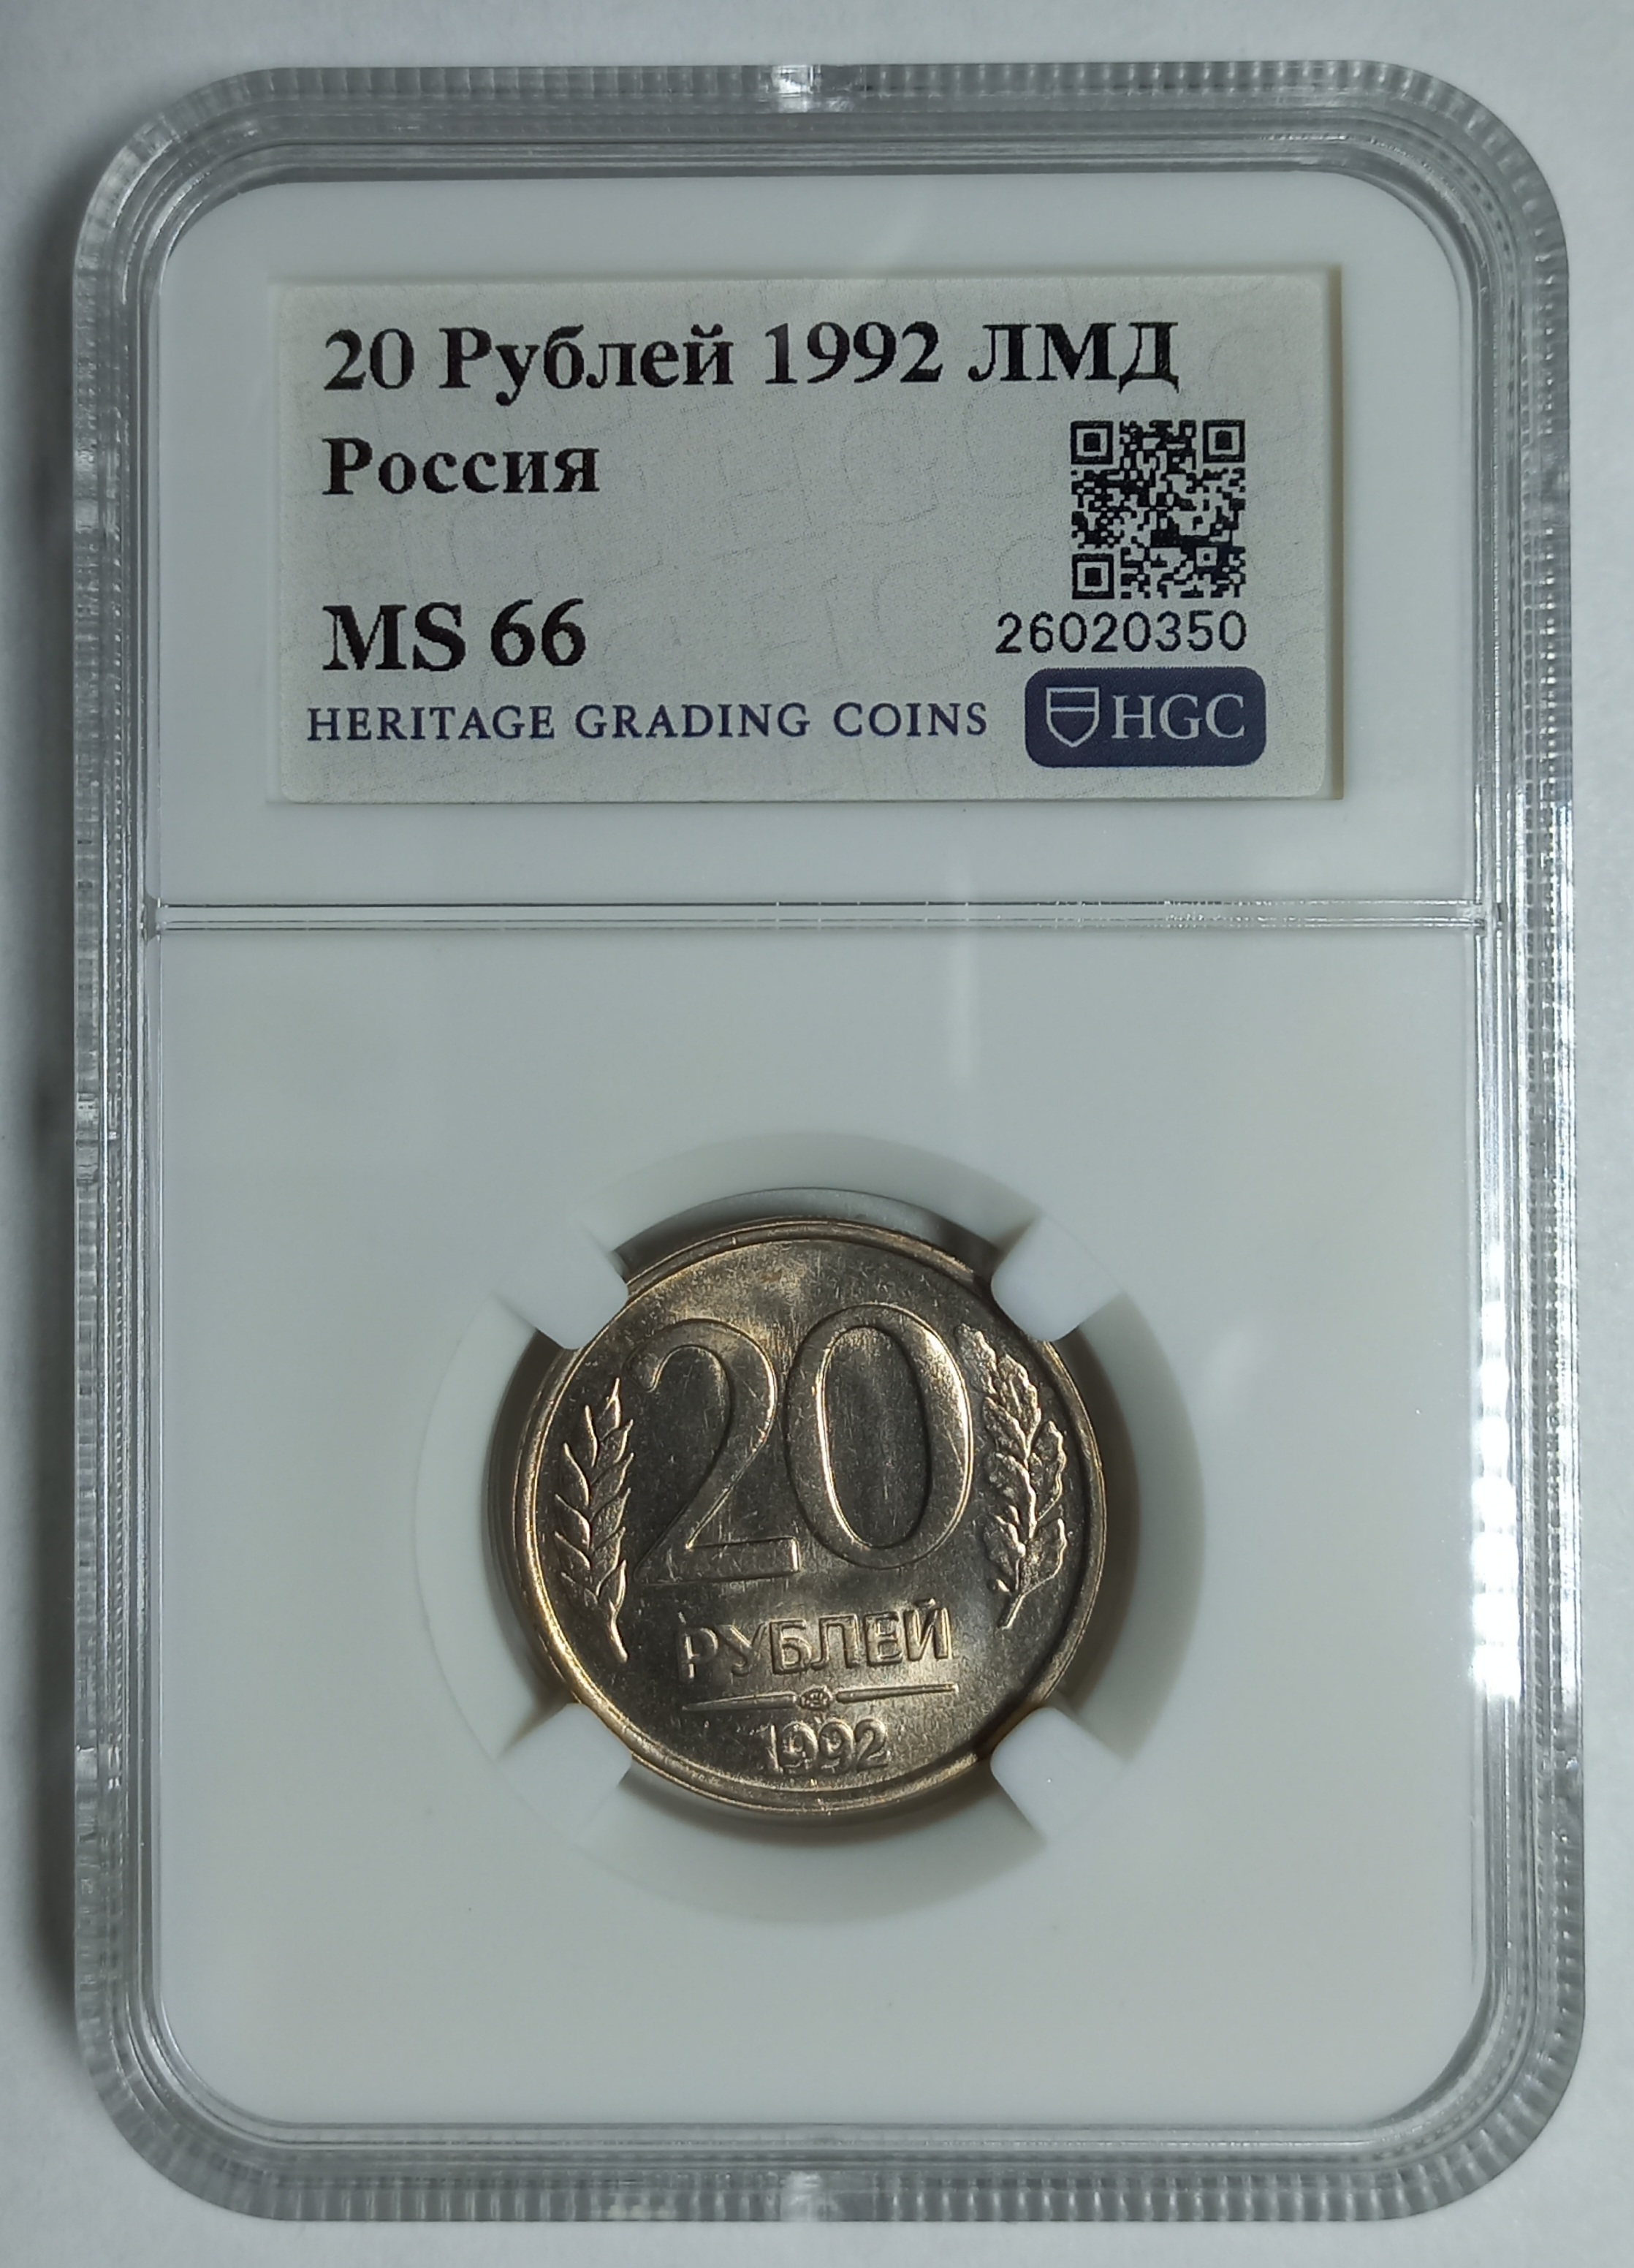 20 Рублей 1992 ЛМД
Россия
MS 66
26020350
HERITAGE GRADING COINS
HGC
20
РУБЛЕЙ
1992